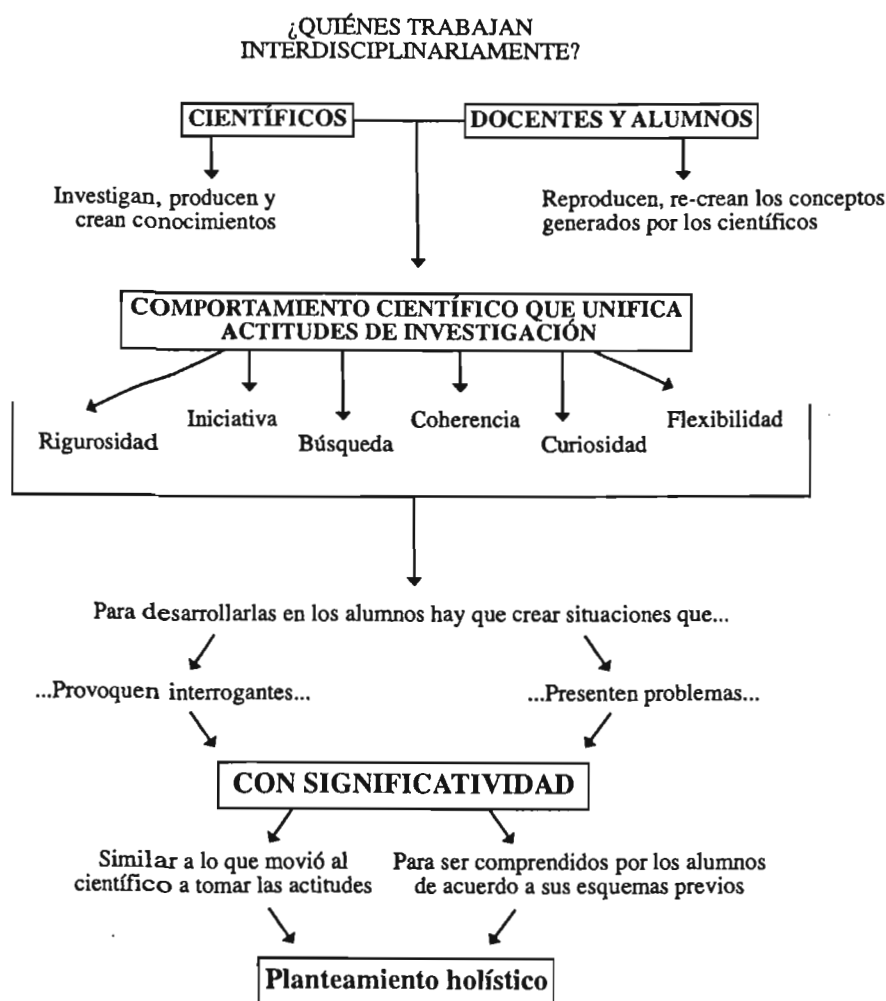 ¿QUIÉNES TRABAJAN
INTERDISCIPLINARIAMENTE?
CIENTÍFICOS
DOCENTES Y ALUMNOS
Investigan, producen y
crean conocimientos
Reproducen, re-crean los conceptos
generados por los científicos
COMPORTAMIENTO CIENTÍFICO QUE UNIFICA
ACTITUDES DE INVESTIGACIÓN
Rigurosidad
Iniciativa
Búsqueda
Coherencia
Curiosidad
Flexibilidad
Para desarrollarlas en los alumnos hay que crear situaciones que...
...Provoquen interrogantes...
...Presenten problemas...
CON SIGNIFICATIVIDAD
Similar a lo que movió al
científico a tomar las actitudes
Para ser comprendidos por los alumnos
de acuerdo a sus esquemas previos
Planteamiento holístico